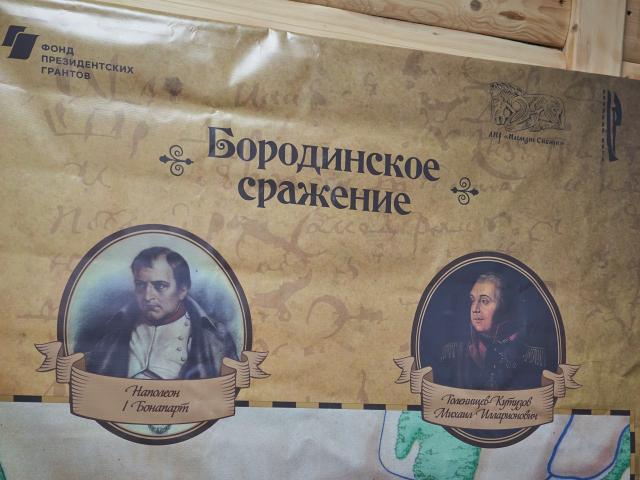 ФОНД
ПРЕЗИДЕНТСКИХ
ГРАНТОВ
Бородинское
сражение
Наполеон
I Бонапарт
Голенищев-Кутузов
Михаил Илларионович